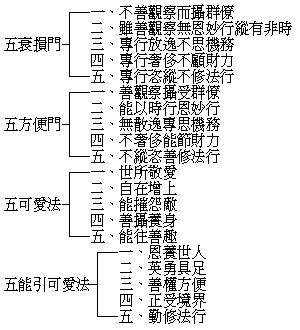 五衰損門
一、不善觀察而攝群僚
二、雖善觀察無恩妙行縱有非時
三、專行放逸不思機務
四、專行奢侈不顧財力
五、專行恣縱不修法行
五方便門
一、善觀察攝受群僚
二、能以時行恩妙行
三、無散逸專思機務
四、不奢侈能節財力
五、不縱恣善修法行
五可愛法
一、世所敬愛
二、自在增上
三、能摧怨敵
四、善攝養身
五、能往善趣
五能引可愛法
一、恩養世人
二、英勇具足
三、善權方便
四、正受境界
五、勤修法行